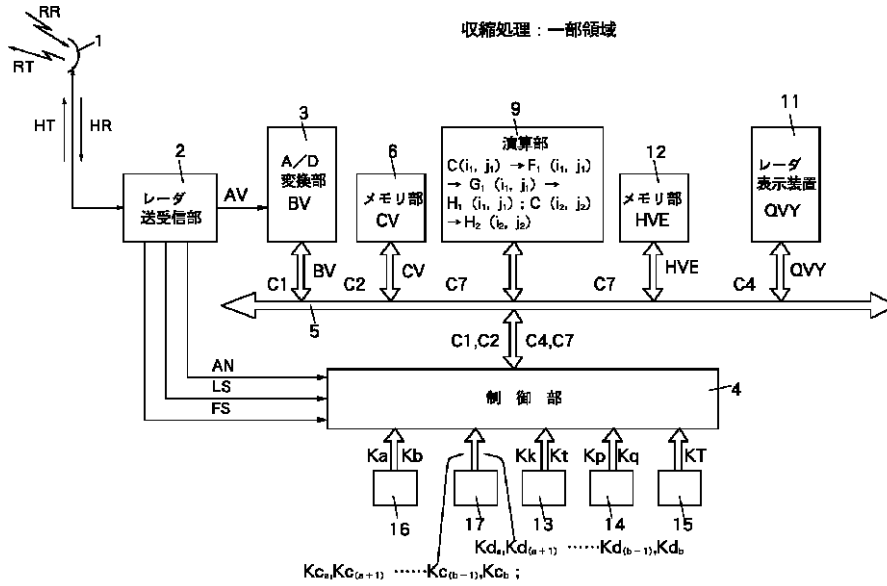 収縮処理：一部領域
RR
1
RT
HT
HR
2
レーダ
送受信部
AV
3
A／D
変換部
BV
6
メモリ部
CV
9
演算部
C(i₁, j₁) →F₁ (i₁, j₁)
→ G₁ (i₁, j₁) →
H₁ (i₁, j₁) ; C (i₂, j₂)
→H₂ (i₂, j₂)
12
メモリ部
HVE
11
レーダ
表示装置
QVY
C1
BV
C2
CV
C7
C7
HVE
C4
QVY
5
C1,C2
C4,C7
AN
LS
FS
制御部
4
Ka
Kb
Kk
Kt
Kp
Kq
KT
16
17
13
14
15
Kdₐ,Kd₍ₐ₊₁₎ ‥‥‥Kd(b−1),Kdb
Kcₐ,Kc₍ₐ₊₁₎ ‥‥‥Kc(b−1),Kcb ;